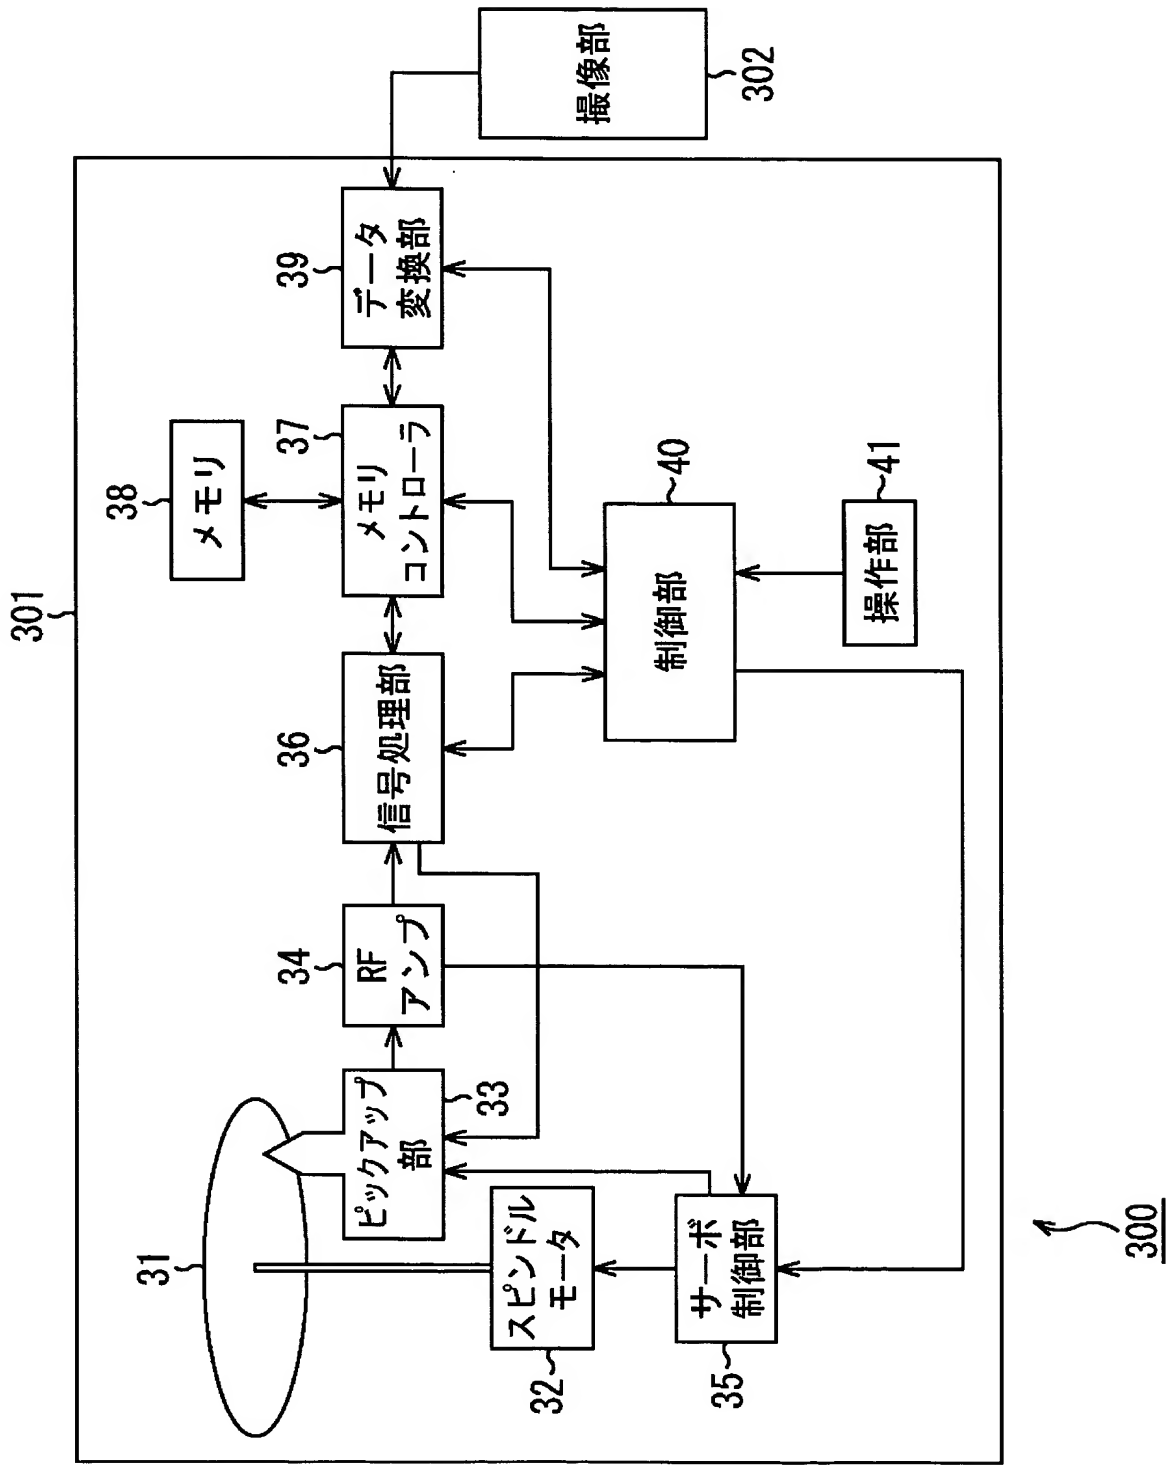 301
38
メモリ
31
33
ピックアップ
部
34
RF
アンプ
36
信号処理部
37
メモリ
コントローラ
39
データ
変換部
撮像部
302
32
スピンドル
モータ
35
サーボ
制御部
制御部
40
操作部
41
300